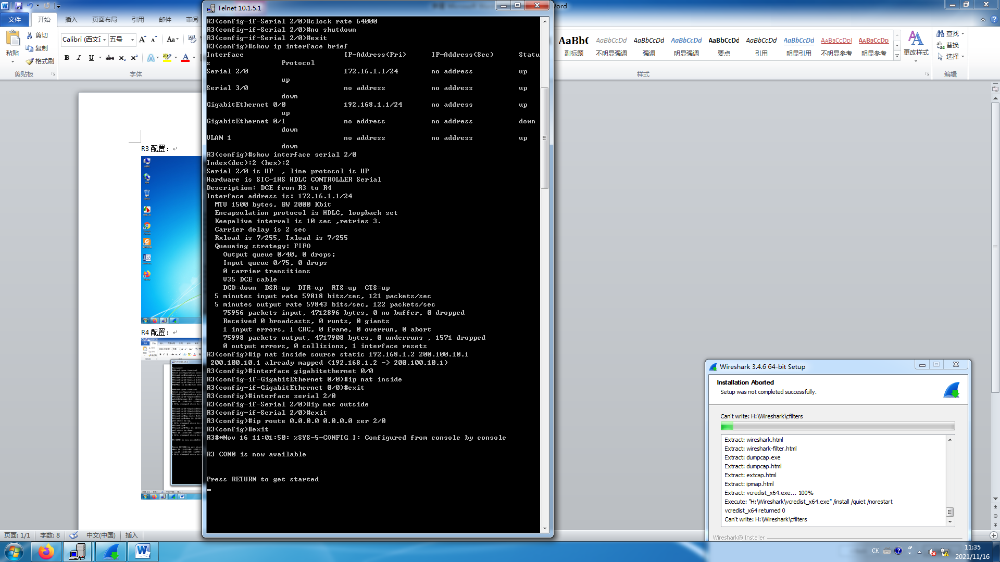 Telnet 10.1.5.1
Word
文件 开始 插入 页面布局 引用 邮件 审阅
粘贴
剪切
复制
格式刷
剪贴板
Calibri (西文正 五号
字体
AaBbC AaBbCcDd AaBbCcDd AaBbCcDd AaBbCcDd AaBbCcDd AaBbCcDd AaBbCcDd AaBbCcDd
副标题 不明显强调 强调 明显强调 要点 引用 明显引用 不明显参考 明显参考
更改样式
样式
查找
替换
选择
编辑
R3 配置：
R4 配置：
R3(config-if-Serial 2/0)#clock rate 64000
R3(config-if-Serial 2/0)#no shutdown
R3(config-if-Serial 2/0)#exit
R3(config)#show ip interface brief
Interface IP-Address(Pri) IP-Address(Sec) Statu
s Protocol
Serial 2/0 172.16.1.1/24 no address up
up
Serial 3/0 no address no address up
down
GigabitEthernet 0/0 192.168.1.1/24 no address up
up
GigabitEthernet 0/1 no address no address down
down
VLAN 1 no address no address up
down
R3(config)#show interface serial 2/0
Index(dec):2 (hex):2
Serial 2/0 is UP , line protocol is UP
Hardware is SIC-1HS HDLC CONTROLLER Serial
Description: DCE from R3 to R4
Interface address is: 172.16.1.1/24
MTU 1500 bytes, BW 2000 Kbit
Encapsulation protocol is HDLC, loopback set
Keepalive interval is 10 sec ,retries 3.
Carrier delay is 2 sec
Rxload is 7/255, Txload is 7/255
Queueing strategy: FIFO
Output queue 0/40, 0 drops;
Input queue 0/75, 0 drops
0 carrier transitions
V35 DCE cable
DCD=down DSR=up DTR=up RTS=up CTS=up
5 minutes input rate 59818 bits/sec, 121 packets/sec
5 minutes output rate 59843 bits/sec, 122 packets/sec
75956 packets input, 4712896 bytes, 0 no buffer, 0 dropped
Received 0 broadcasts, 0 runts, 0 giants
1 input errors, 1 CRC, 0 frame, 0 overrun, 0 abort
75998 packets output, 4717908 bytes, 0 underruns , 1571 dropped
0 output errors, 0 collisions, 1 interface resets
R3(config)#ip nat inside source static 192.168.1.2 200.100.10.1
200.100.10.1 already mapped (192.168.1.2 -> 200.100.10.1)
R3(config)#interface gigabitethernet 0/0
R3(config-if-GigabitEthernet 0/0)#ip nat inside
R3(config-if-GigabitEthernet 0/0)#exit
R3(config)#interface serial 2/0
R3(config-if-Serial 2/0)#ip nat outside
R3(config-if-Serial 2/0)#exit
R3(config)#ip route 0.0.0.0 0.0.0.0 ser 2/0
R3(config)#exit
R3#*Nov 16 11:01:50: %SYS-5-CONFIG_I: Configured from console by console
R3 CON0 is now available
Press RETURN to get started
Wireshark 3.4.6 64-bit Setup
Installation Aborted
Setup was not completed successfully.
Can't write: H:\Wireshark\cfilters
Extract: wireshark.html
Extract: wireshark-filter.html
Extract: dumpcap.exe
Extract: dumpcap.html
Extract: extcap.html
Extract: ipmap.html
Extract: vcredist_x64.exe... 100%
Execute: "H:\Wireshark\vcredist_x64.exe" /install /quiet /norestart
vcredist_x64 returned 0
Can't write: H:\Wireshark\cfilters
Wireshark® Installer
页面: 1/1 字数: 8 中文(中国) 插入
CH
11:35
2021/11/16